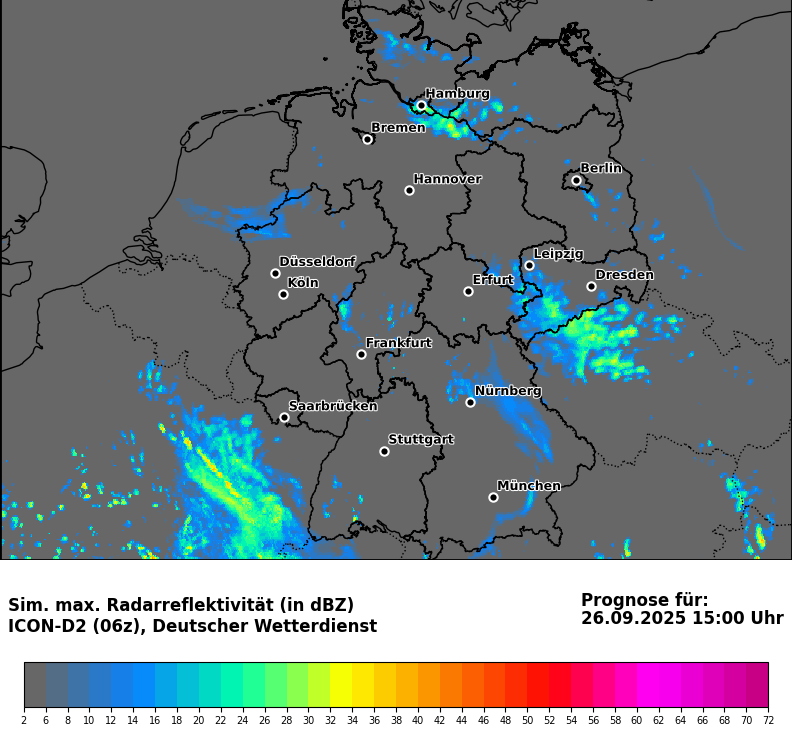 Hamburg
Bremen
Berlin
Hannover
Leipzig
Düsseldorf
Dresden
Erfurt
Köln
Frankfurt
Nürnberg
Saarbrücken
Stuttgart
München
Sim. max. Radarreflektivität (in dBZ)
ICON-D2 (06z), Deutscher Wetterdienst
Prognose für:
26.09.2025 15:00 Uhr
2 6 8 10 12 14 16 18 20 22 24 26 28 30 32 34 36 38 40 42 44 46 48 50 52 54 56 58 60 62 64 66 68 70 72